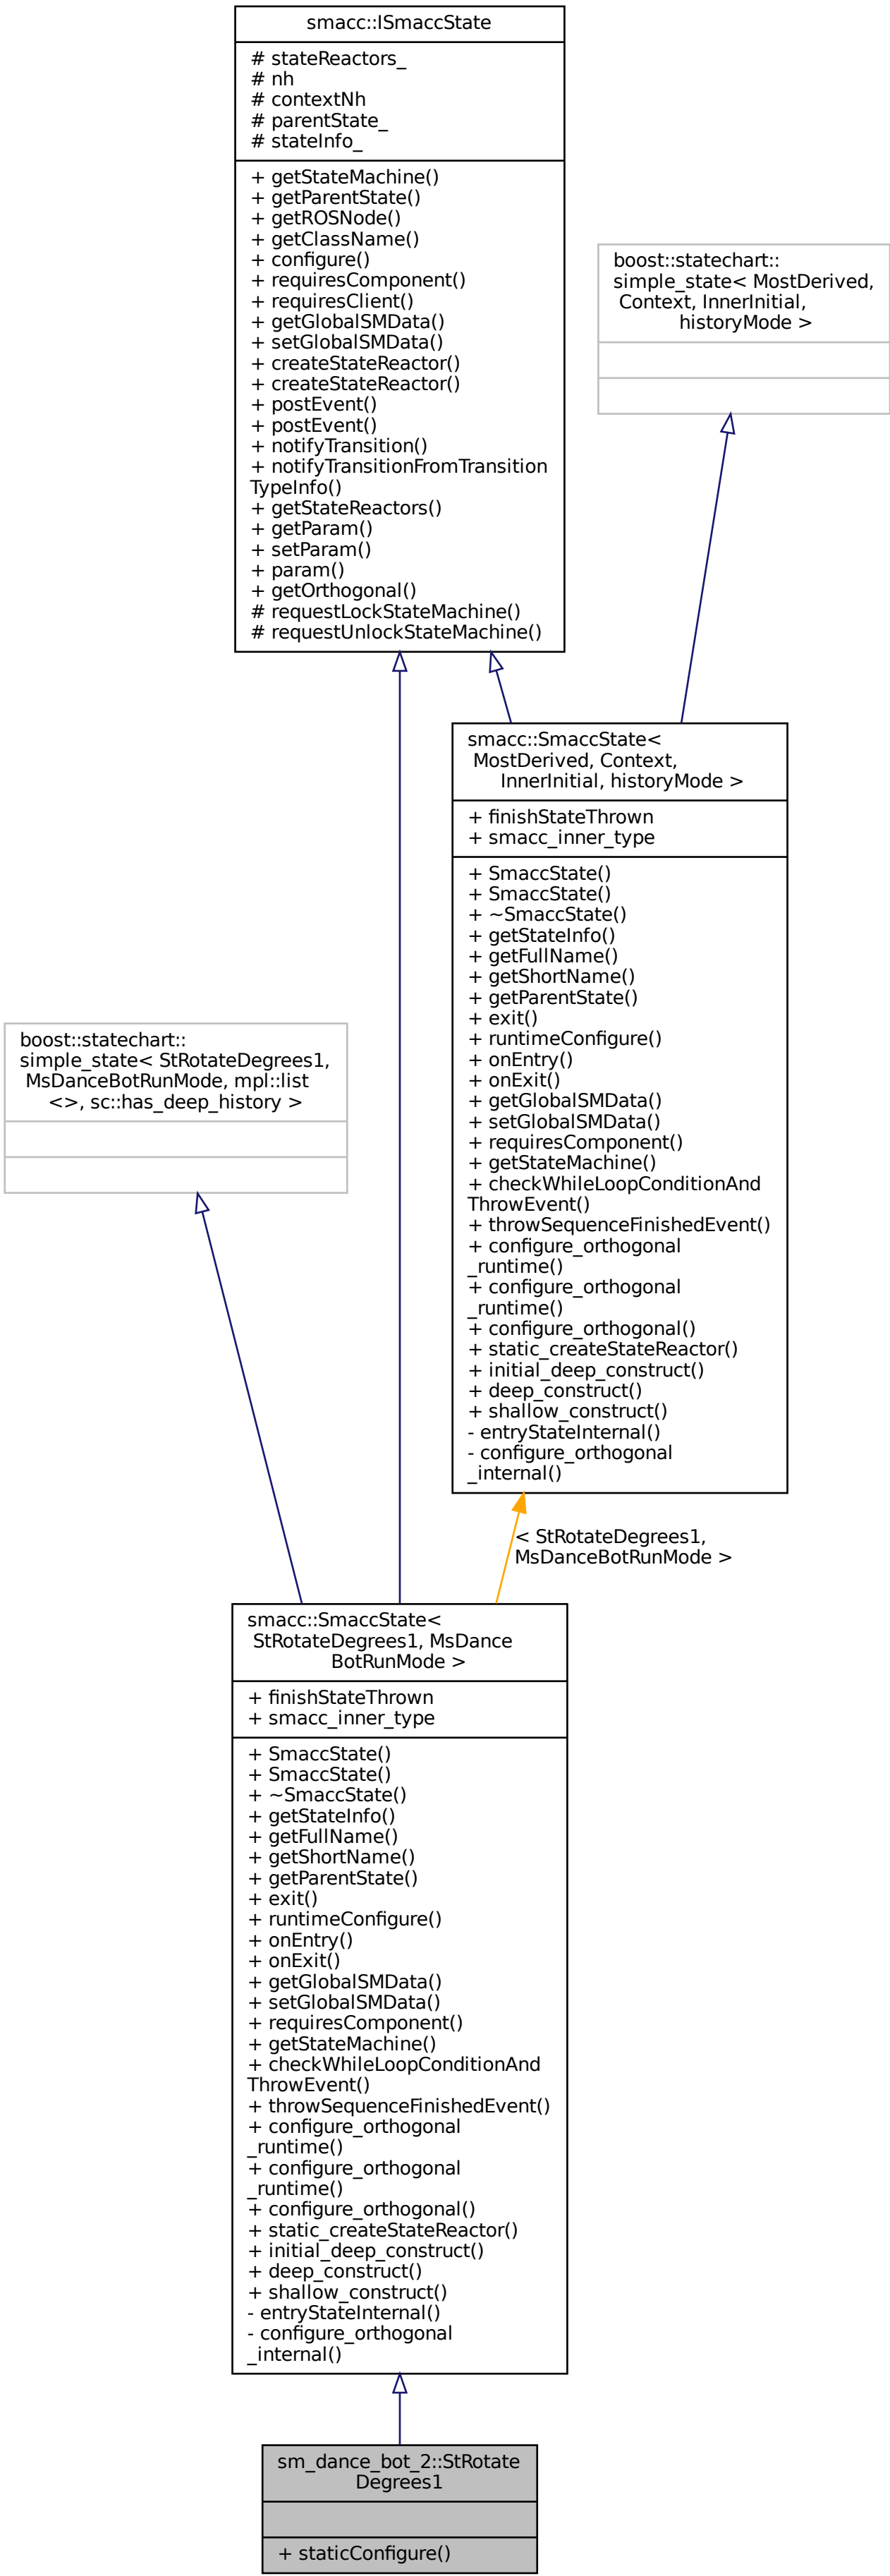 smacc::ISmaccState
# stateReactors_
# nh
# contextNh
# parentState_
# stateInfo_
+ getStateMachine()
+ getParentState()
+ getROSNode()
+ getClassName()
+ configure()
+ requiresComponent()
+ requiresClient()
+ getGlobalSMData()
+ setGlobalSMData()
+ createStateReactor()
+ createStateReactor()
+ postEvent()
+ postEvent()
+ notifyTransition()
+ notifyTransitionFromTransition
TypeInfo()
+ getStateReactors()
+ getParam()
+ setParam()
+ param()
+ getOrthogonal()
# requestLockStateMachine()
# requestUnlockStateMachine()
boost::statechart::
simple_state< MostDerived,
Context, InnerInitial,
historyMode >
smacc::SmaccState<
MostDerived, Context,
InnerInitial, historyMode >
+ finishStateThrown
+ smacc_inner_type
+ SmaccState()
+ SmaccState()
+ ~SmaccState()
+ getStateInfo()
+ getFullName()
+ getShortName()
+ getParentState()
+ exit()
+ runtimeConfigure()
+ onEntry()
+ onExit()
+ getGlobalSMData()
+ setGlobalSMData()
+ requiresComponent()
+ getStateMachine()
+ checkWhileLoopConditionAnd
ThrowEvent()
+ throwSequenceFinishedEvent()
+ configure_orthogonal
_runtime()
+ configure_orthogonal
_runtime()
+ configure_orthogonal()
+ static_createStateReactor()
+ initial_deep_construct()
+ deep_construct()
+ shallow_construct()
- entryStateInternal()
- configure_orthogonal
_internal()
boost::statechart::
simple_state< StRotateDegrees1,
MsDanceBotRunMode, mpl::list
<>, sc::has_deep_history >
< StRotateDegrees1,
MsDanceBotRunMode >
smacc::SmaccState<
StRotateDegrees1, MsDance
BotRunMode >
+ finishStateThrown
+ smacc_inner_type
+ SmaccState()
+ SmaccState()
+ ~SmaccState()
+ getStateInfo()
+ getFullName()
+ getShortName()
+ getParentState()
+ exit()
+ runtimeConfigure()
+ onEntry()
+ onExit()
+ getGlobalSMData()
+ setGlobalSMData()
+ requiresComponent()
+ getStateMachine()
+ checkWhileLoopConditionAnd
ThrowEvent()
+ throwSequenceFinishedEvent()
+ configure_orthogonal
_runtime()
+ configure_orthogonal
_runtime()
+ configure_orthogonal()
+ static_createStateReactor()
+ initial_deep_construct()
+ deep_construct()
+ shallow_construct()
- entryStateInternal()
- configure_orthogonal
_internal()
sm_dance_bot_2::StRotate
Degrees1
+ staticConfigure()